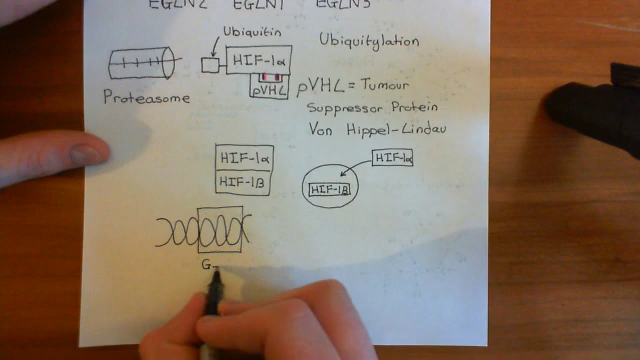 EGLN2 EGLN1 EGLN3
Ubiquitin
Ubiquitylation
HIF-1α
pVHL
Proteasome
pVHL = Tumour
Suppressor Protein
Von Hippel-Lindau
HIF-1α
HIF-1β
HIF-1α
HIF-1β
G-